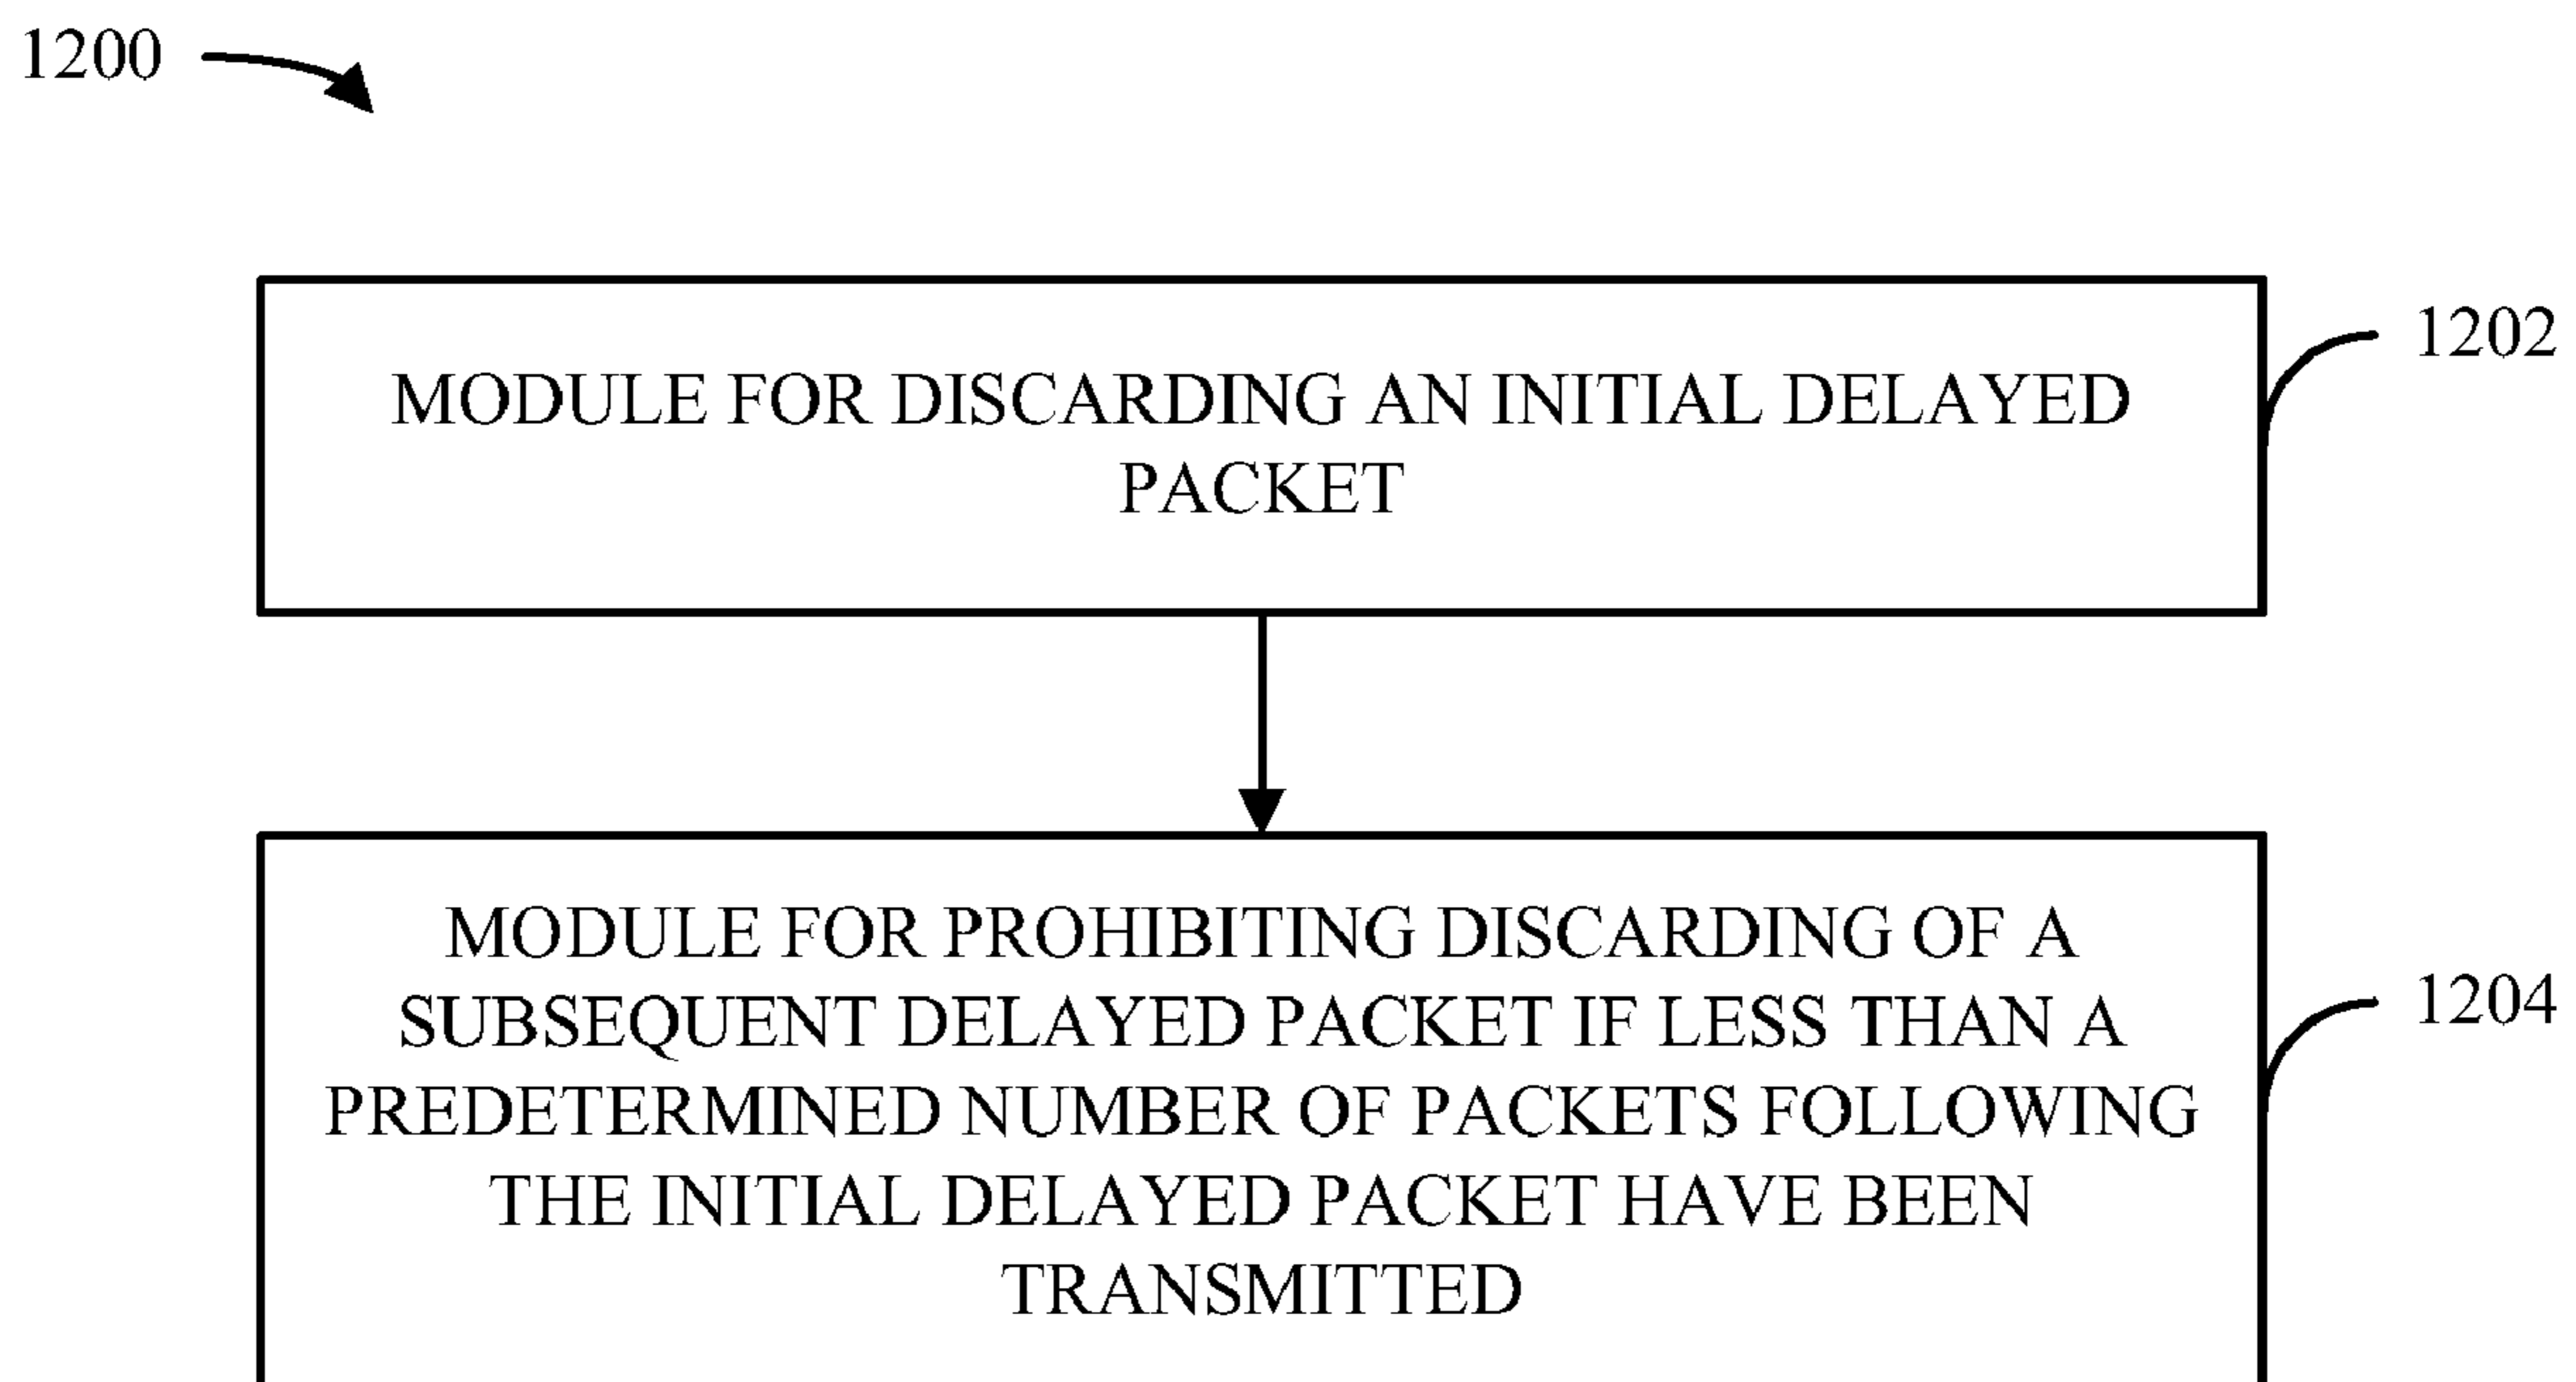 1200
MODULE FOR DISCARDING AN INITIAL DELAYED
PACKET
1202
MODULE FOR PROHIBITING DISCARDING OF A
SUBSEQUENT DELAYED PACKET IF LESS THAN A
PREDETERMINED NUMBER OF PACKETS FOLLOWING
THE INITIAL DELAYED PACKET HAVE BEEN
TRANSMITTED
1204